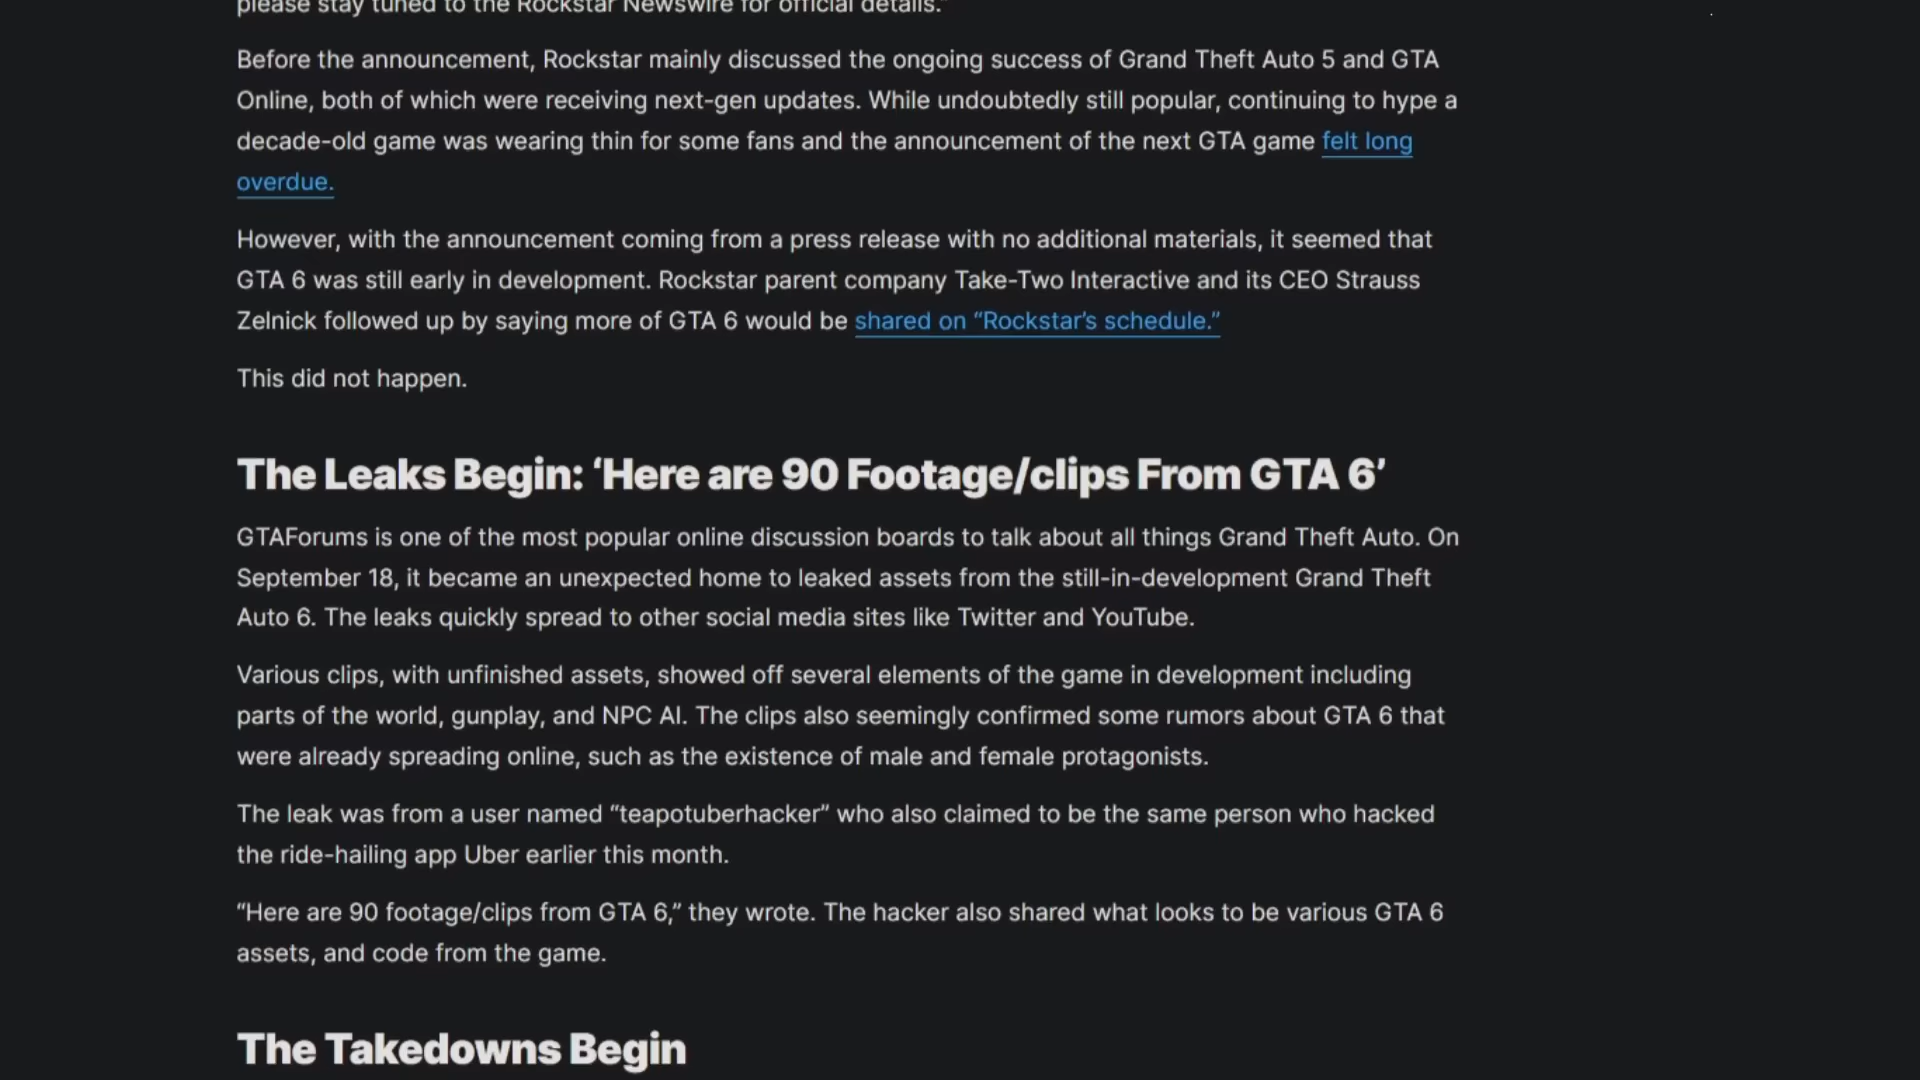 please stay tuned to the Rockstar Newswire for official details.”
Before the announcement, Rockstar mainly discussed the ongoing success of Grand Theft Auto 5 and GTA
Online, both of which were receiving next-gen updates. While undoubtedly still popular, continuing to hype a
decade-old game was wearing thin for some fans and the announcement of the next GTA game felt long
overdue.
However, with the announcement coming from a press release with no additional materials, it seemed that
GTA 6 was still early in development. Rockstar parent company Take-Two Interactive and its CEO Strauss
Zelnick followed up by saying more of GTA 6 would be shared on “Rockstar’s schedule.”
This did not happen.
The Leaks Begin: ‘Here are 90 Footage/clips From GTA 6’
GTAForums is one of the most popular online discussion boards to talk about all things Grand Theft Auto. On
September 18, it became an unexpected home to leaked assets from the still-in-development Grand Theft
Auto 6. The leaks quickly spread to other social media sites like Twitter and YouTube.
Various clips, with unfinished assets, showed off several elements of the game in development including
parts of the world, gunplay, and NPC AI. The clips also seemingly confirmed some rumors about GTA 6 that
were already spreading online, such as the existence of male and female protagonists.
The leak was from a user named “teapotuberhacker” who also claimed to be the same person who hacked
the ride-hailing app Uber earlier this month.
“Here are 90 footage/clips from GTA 6,” they wrote. The hacker also shared what looks to be various GTA 6
assets, and code from the game.
The Takedowns Begin